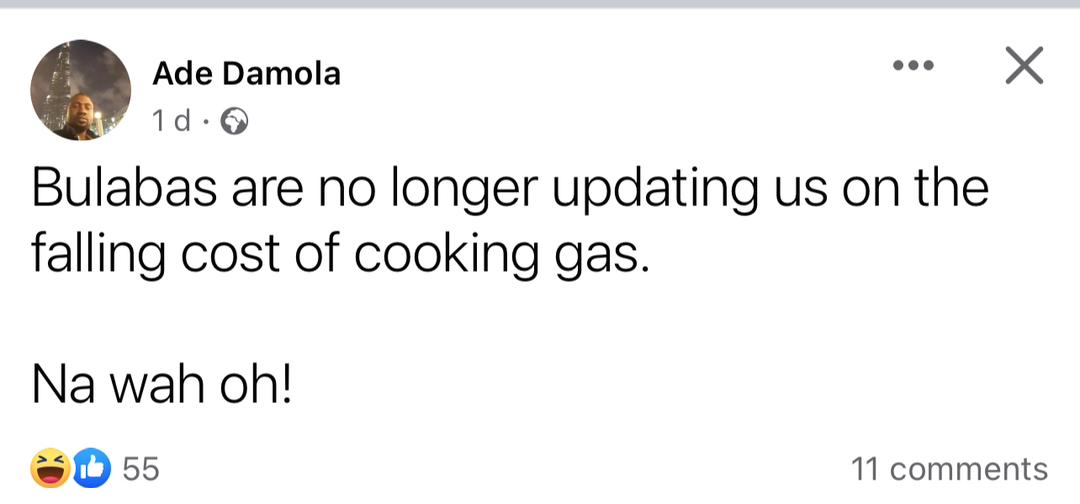 Ade Damola
1 d ·
Bulabas are no longer updating us on the
falling cost of cooking gas.
Na wah oh!
55
11 comments